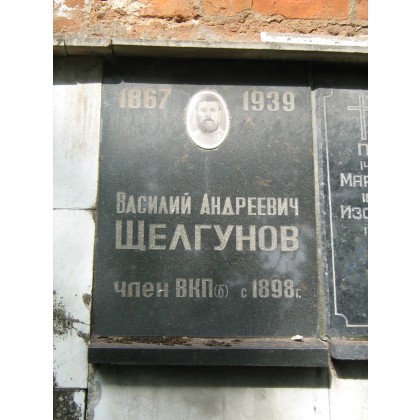 1867 1939
Василий Андреевич
ЩЕЛГУНОВ
член ВКП(б) с 1898г.